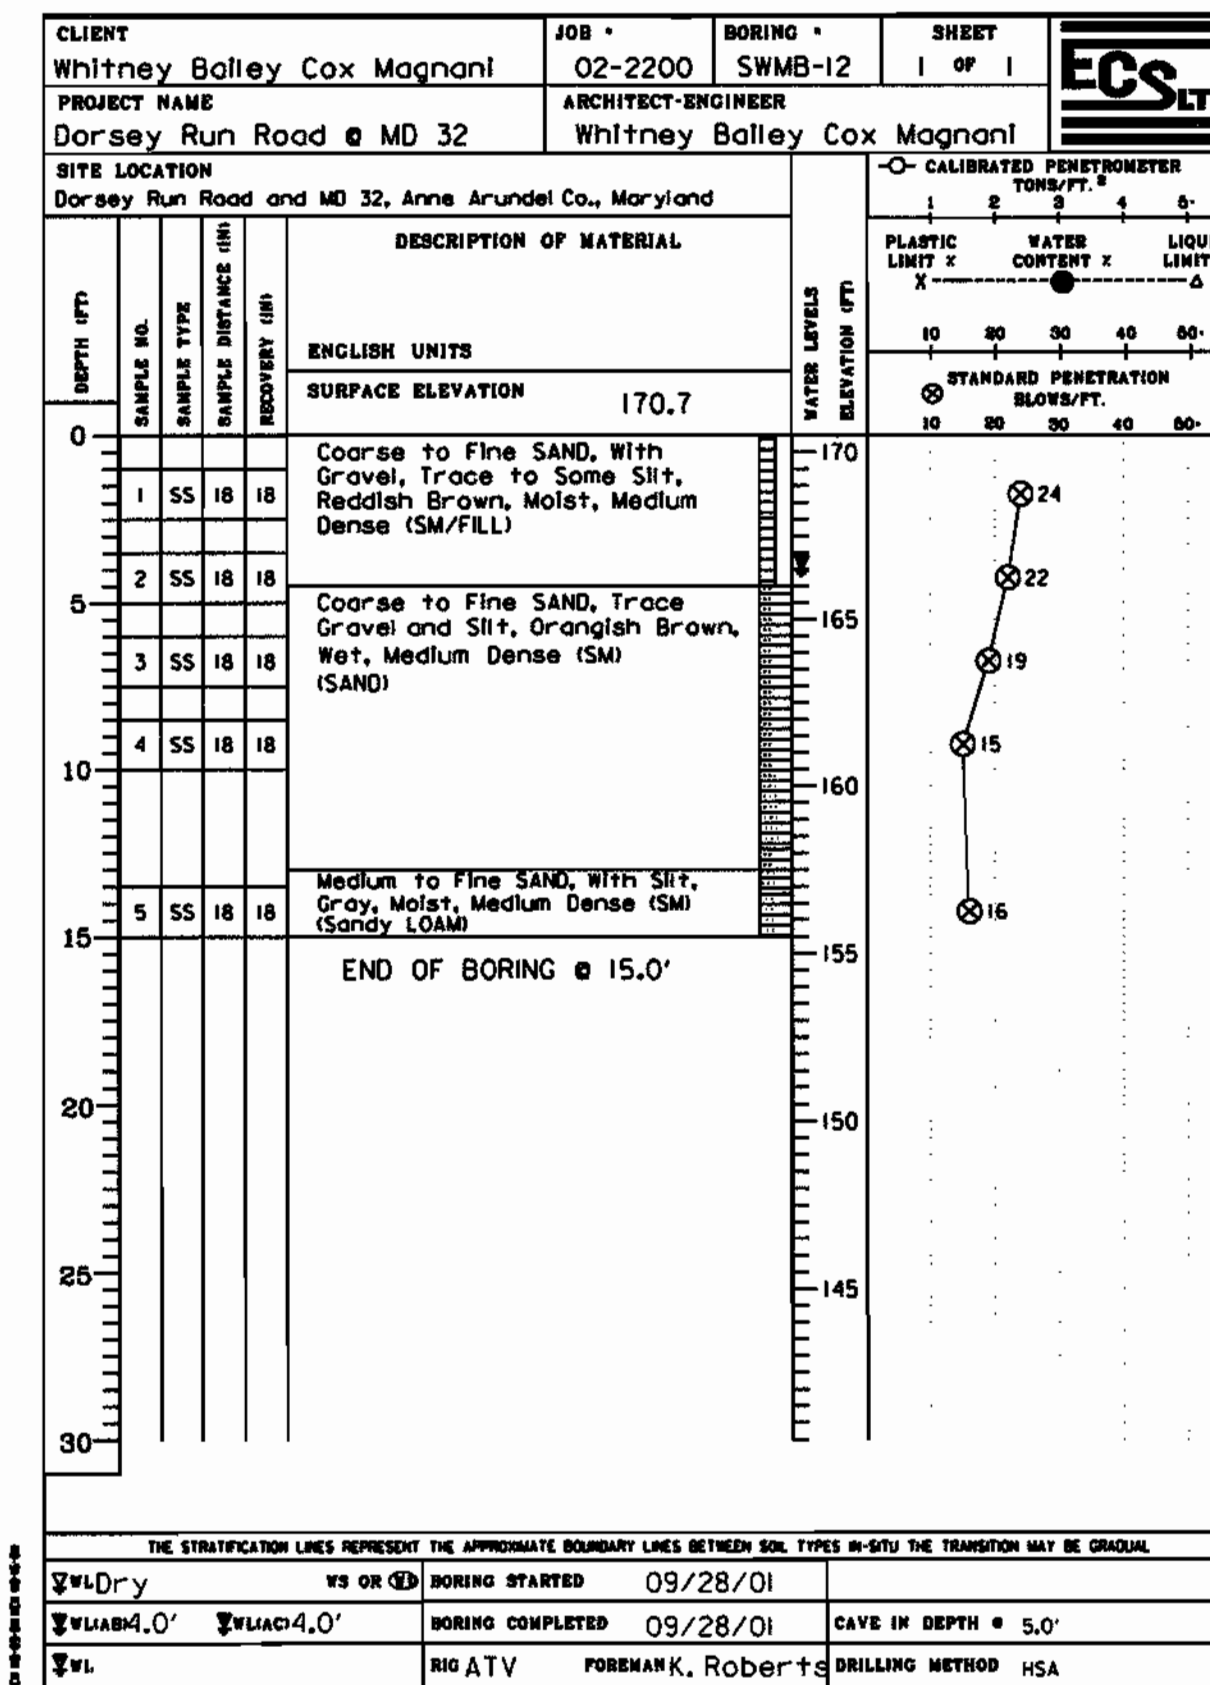 CLIENT
Whitney Bailey Cox Magnani
JOB #
02-2200
BORING #
SWMB-12
SHEET
1 OF 1
ECS LT
PROJECT NAME
Dorsey Run Road @ MD 32
ARCHITECT-ENGINEER
Whitney Bailey Cox Magnani
SITE LOCATION
Dorsey Run Road and MD 32, Anne Arundel Co., Maryland
CALIBRATED PENETROMETER
TONS/FT.²
1 2 3 4 5
PLASTIC LIMIT %
WATER CONTENT %
LIQU LIMIT
X
10 20 30 40 50
STANDARD PENETRATION
BLOWS/FT.
10 20 30 40 50
DEPTH (FT)
SAMPLE NO.
SAMPLE TYPE
SAMPLE DISTANCE (IN)
RECOVERY (IN)
DESCRIPTION OF MATERIAL
ENGLISH UNITS
SURFACE ELEVATION 170.7
WATER LEVELS
ELEVATION (FT)
0
Coarse to Fine SAND, With
Gravel, Trace to Some Silt,
Reddish Brown, Moist, Medium
Dense (SM/FILL)
170
1 SS 18 18
24
2 SS 18 18
22
5
Coarse to Fine SAND, Trace
Gravel and Silt, Orangish Brown,
Wet, Medium Dense (SM)
(SAND)
165
3 SS 18 18
19
4 SS 18 18
15
10
160
Medium to Fine SAND, With Silt,
Gray, Moist, Medium Dense (SM)
(Sandy LOAM)
5 SS 18 18
16
15
155
END OF BORING @ 15.0'
20
150
25
145
30
THE STRATIFICATION LINES REPRESENT THE APPROXIMATE BOUNDARY LINES BETWEEN SOIL TYPES IN-SITU THE TRANSITION MAY BE GRADUAL
WL Dry WS OR WD
BORING STARTED 09/28/01
WL(AB) 4.0' WL(AC) 4.0'
BORING COMPLETED 09/28/01
CAVE IN DEPTH @ 5.0'
WL
RIG ATV FOREMAN K. Roberts
DRILLING METHOD HSA